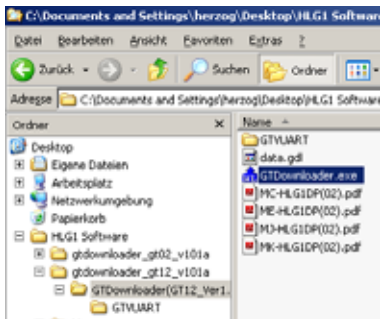 C:\Documents and Settings\herzog\Desktop\HLG1 Software
Datei Bearbeiten Ansicht Favoriten Extras ?
Zurück Suchen Ordner
Adresse C:\Documents and Settings\herzog\Desktop\HLG1 Software
Ordner x Name
Desktop
Eigene Dateien
Arbeitsplatz
Netzwerkumgebung
Papierkorb
HLG1 Software
gtdownloader_gt02_v101a
gtdownloader_gt12_v101a
GTDownloader(GT12_Ver1.
GTVUART
GTVUART
data.gdl
GTDownloader.exe
MC-HLG1DP(02).pdf
ME-HLG1DP(02).pdf
MJ-HLG1DP(02).pdf
MK-HLG1DP(02).pdf